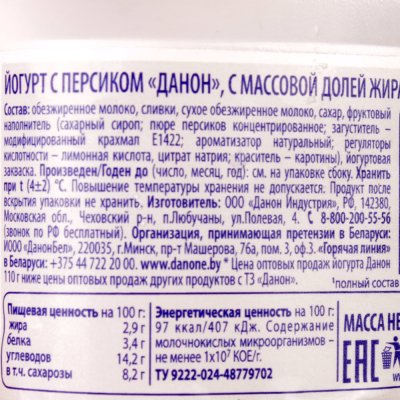 ЙОГУРТ С ПЕРСИКОМ «ДАНОН», С МАССОВОЙ ДОЛЕЙ ЖИРА
Состав: обезжиренное молоко, сливки, сухое обезжиренное молоко, сахар, фруктовый
наполнитель (сахарный сироп; пюре персиков концентрированное; загуститель –
модифицированный крахмал Е1422; ароматизатор натуральный; регуляторы
кислотности – лимонная кислота, цитрат натрия; краситель – каротины), йогуртовая
закваска. Произведен/Годен до (число, месяц, год): см. на упаковке сбоку. Хранить
при t (4±2) °С. Повышение температуры хранения не допускается. Продукт после
вскрытия упаковки не хранить. Изготовитель: ООО «Данон Индустрия», РФ, 142380,
Московская обл., Чеховский р-н, п.Любучаны, ул.Полевая, 4. 8-800-200-55-56
(звонок по РФ бесплатный). Организация, принимающая претензии в Беларуси:
ИООО «ДанонБел», 220035, г.Минск, пр-т Машерова, 76а, пом. 3, оф.3. «Горячая линия»
в Беларуси: +375 44 722 20 00. www.danone.by * Цена оптовых продаж йогурта Данон
110 г ниже цены оптовых продаж других продуктов с ТЗ «Данон».
¹полный состав
Пищевая ценность на 100 г:
жира 2,9 г
белка 3,4 г
углеводов 14,2 г
в т.ч. сахарозы 8,2 г
Энергетическая ценность на 100 г:
97 ккал/407 кДж. Содержание
молочнокислых микроорганизмов –
не менее 1х10⁷ КОЕ/г.
ТУ 9222-024-48779702
МАССА НЕ
ЕАС